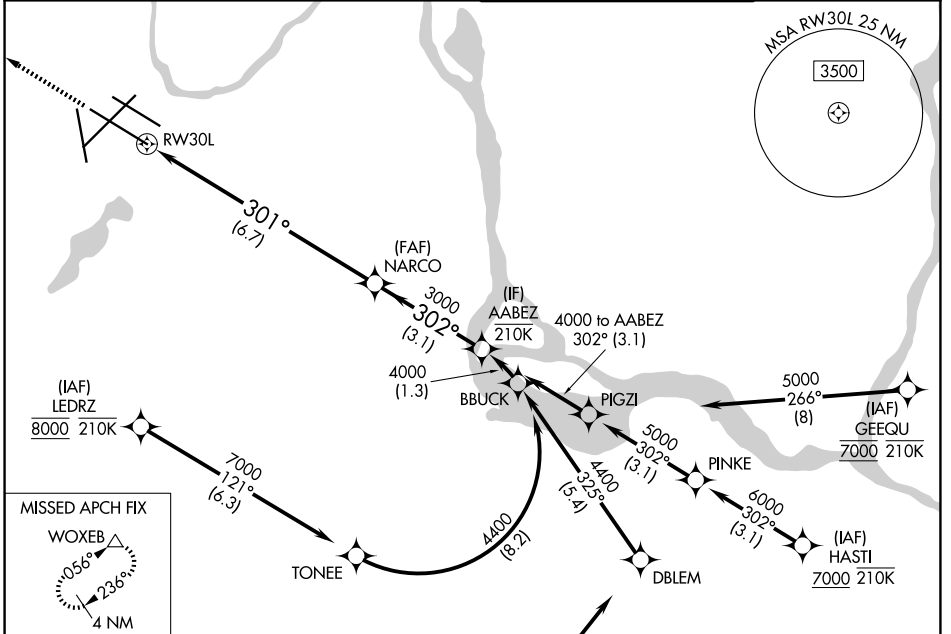 MSA RW30L 25 NM
3500
RW30L
301°
(6.7)
(FAF)
NARCO
3000
302°
(3.1)
(IF)
AABEZ
210K
4000 to AABEZ
302° (3.1)
4000
(1.3)
BBUCK
PIGZI
5000
266°
(8)
(IAF)
GEEQU
7000 210K
(IAF)
LEDRZ
8000 210K
7000
121°
(6.3)
TONEE
4400
(8.2)
4400
325°
(5.4)
DBLEM
5000
302°
(3.1)
PINKE
6000
302°
(3.1)
(IAF)
HASTI
7000 210K
MISSED APCH FIX
WOXEB
056°
236°
4 NM